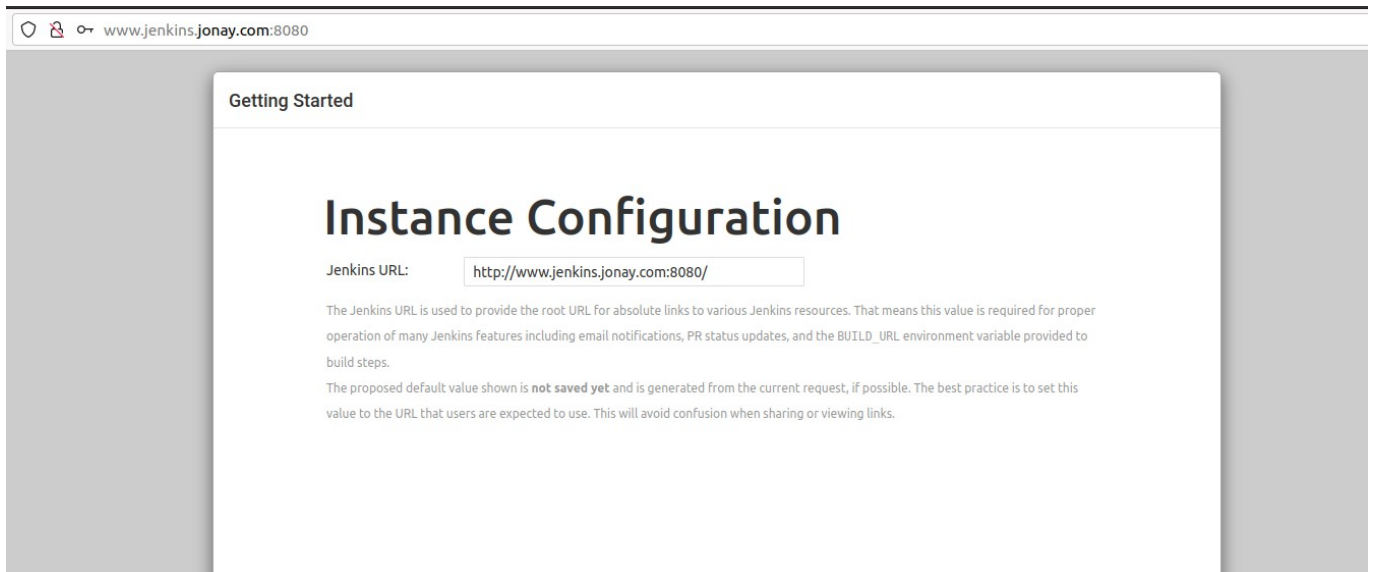 www.jenkins.jonay.com:8080
Getting Started
Instance Configuration
Jenkins URL: http://www.jenkins.jonay.com:8080/
The Jenkins URL is used to provide the root URL for absolute links to various Jenkins resources. That means this value is required for proper
operation of many Jenkins features including email notifications, PR status updates, and the BUILD_URL environment variable provided to
build steps.
The proposed default value shown is not saved yet and is generated from the current request, if possible. The best practice is to set this
value to the URL that users are expected to use. This will avoid confusion when sharing or viewing links.